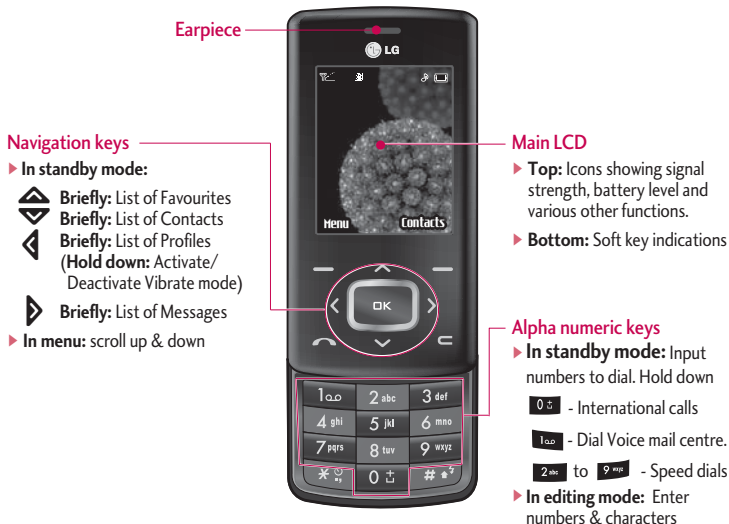 Earpiece
LG
Menu Contacts
OK
1
2 abc
3 def
4 ghi
5 jkl
6 mno
7 pqrs
8 tuv
9 wxyz
*
0
#
Navigation keys
In standby mode:
Briefly: List of Favourites
Briefly: List of Contacts
Briefly: List of Profiles
(Hold down: Activate/
Deactivate Vibrate mode)
Briefly: List of Messages
In menu: scroll up & down
Main LCD
Top: Icons showing signal
strength, battery level and
various other functions.
Bottom: Soft key indications
Alpha numeric keys
In standby mode: Input
numbers to dial. Hold down
0 - International calls
1 - Dial Voice mail centre.
2 abc to 9 wxyz - Speed dials
In editing mode: Enter
numbers & characters